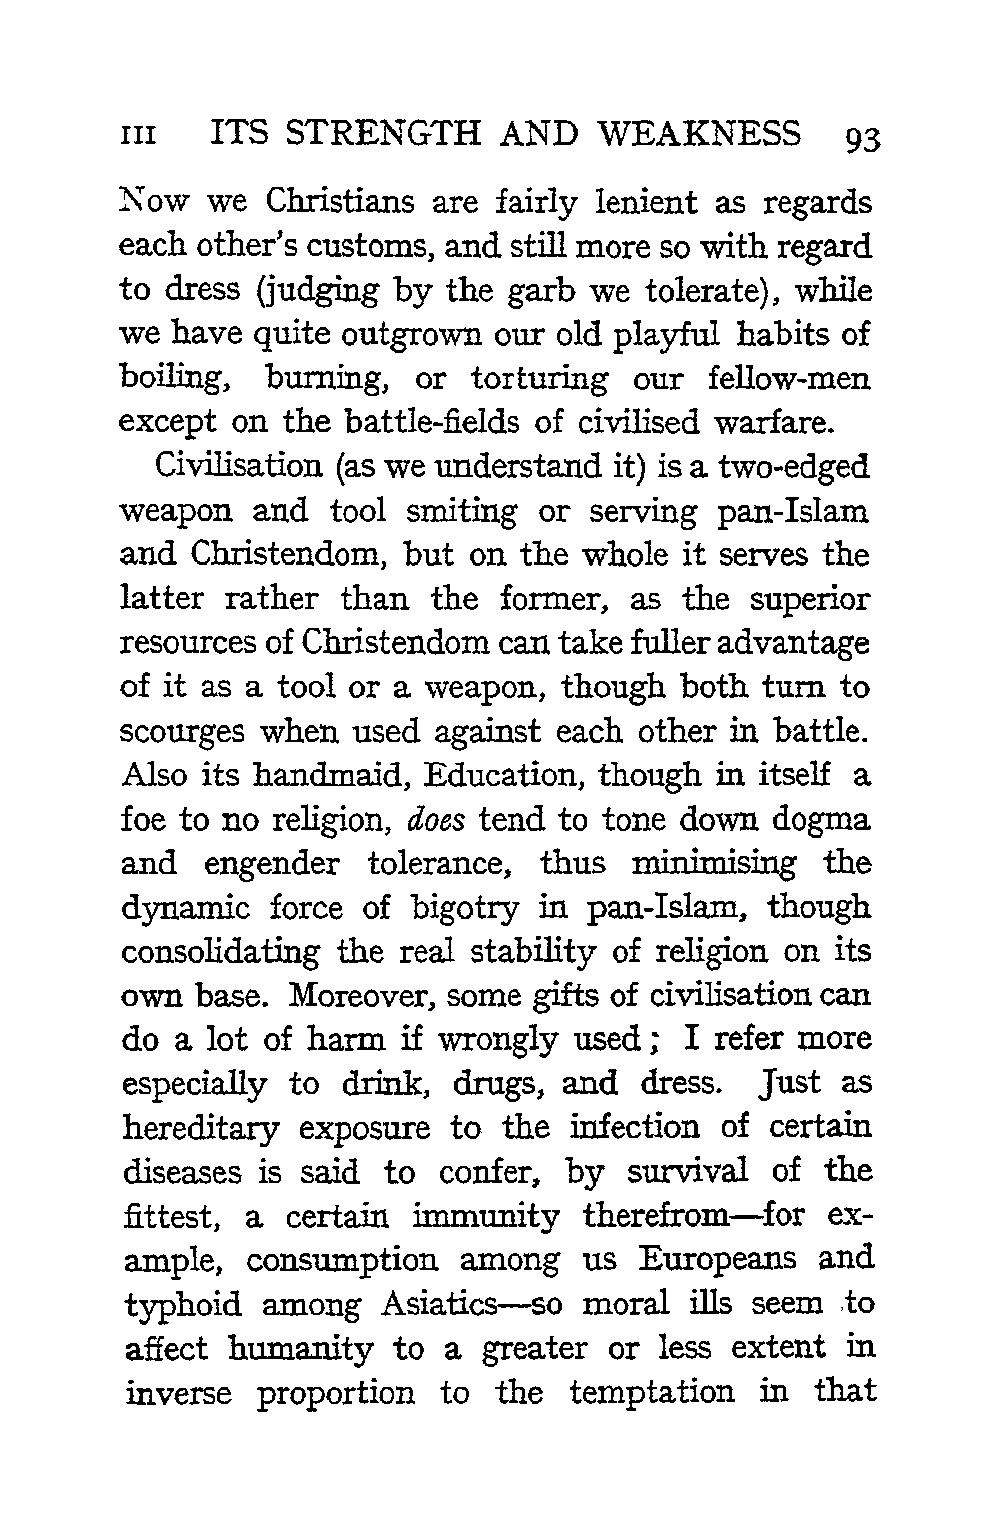 III ITS STRENGTH AND WEAKNESS 93
Now we Christians are fairly lenient as regards
each other's customs, and still more so with regard
to dress (judging by the garb we tolerate), while
we have quite outgrown our old playful habits of
boiling, burning, or torturing our fellow-men
except on the battle-fields of civilised warfare.
Civilisation (as we understand it) is a two-edged
weapon and tool smiting or serving pan-Islam
and Christendom, but on the whole it serves the
latter rather than the former, as the superior
resources of Christendom can take fuller advantage
of it as a tool or a weapon, though both turn to
scourges when used against each other in battle.
Also its handmaid, Education, though in itself a
foe to no religion, does tend to tone down dogma
and engender tolerance, thus minimising the
dynamic force of bigotry in pan-Islam, though
consolidating the real stability of religion on its
own base. Moreover, some gifts of civilisation can
do a lot of harm if wrongly used; I refer more
especially to drink, drugs, and dress. Just as
hereditary exposure to the infection of certain
diseases is said to confer, by survival of the
fittest, a certain immunity therefrom—for ex-
ample, consumption among us Europeans and
typhoid among Asiatics—so moral ills seem to
affect humanity to a greater or less extent in
inverse proportion to the temptation in that